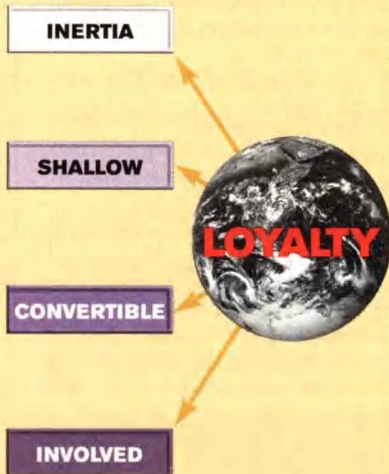 INERTIA
SHALLOW
LOYALTY
CONVERTIBLE
INVOLVED